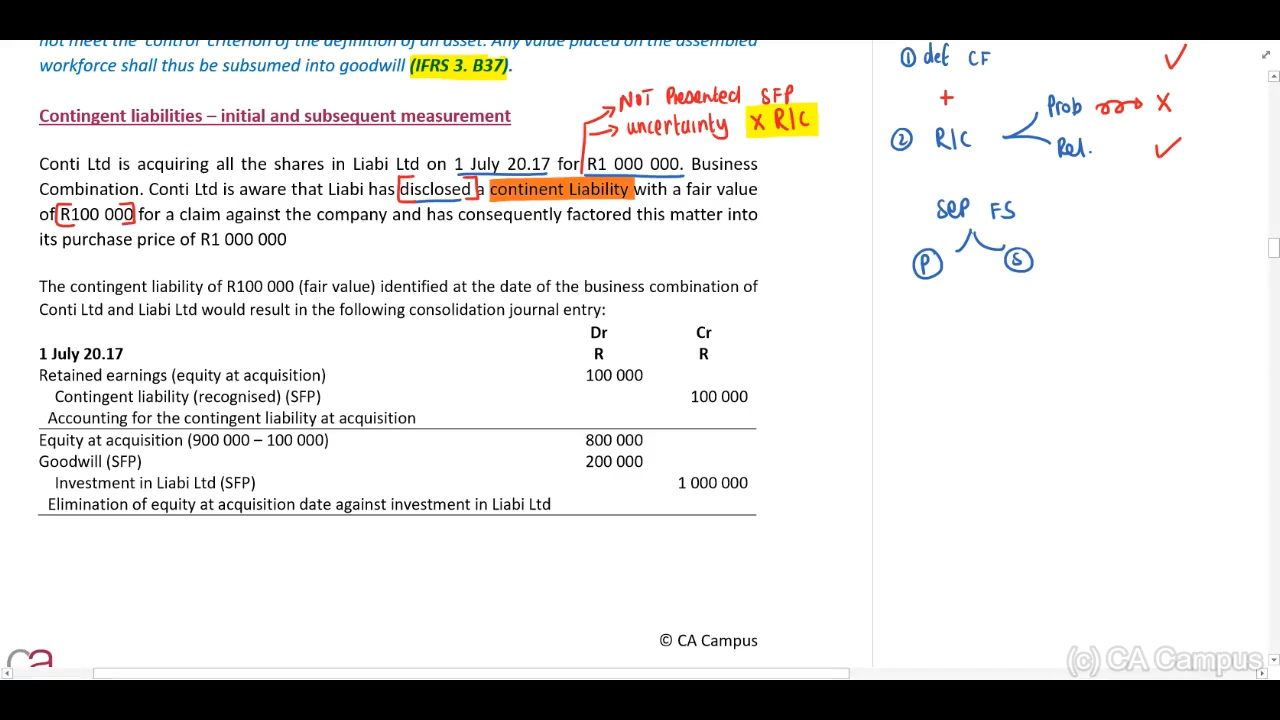 not meet the 'control' criterion of the definition of an asset. Any value placed on the assembled
workforce shall thus be subsumed into goodwill (IFRS 3. B37).
Contingent liabilities – initial and subsequent measurement
NOT Presented SFP
uncertainty X R/C
Conti Ltd is acquiring all the shares in Liabi Ltd on 1 July 20.17 for R1 000 000. Business
Combination. Conti Ltd is aware that Liabi has disclosed a continent Liability with a fair value
of R100 000 for a claim against the company and has consequently factored this matter into
its purchase price of R1 000 000
The contingent liability of R100 000 (fair value) identified at the date of the business combination of
Conti Ltd and Liabi Ltd would result in the following consolidation journal entry:
Dr Cr
1 July 20.17 R R
Retained earnings (equity at acquisition) 100 000
Contingent liability (recognised) (SFP) 100 000
Accounting for the contingent liability at acquisition
Equity at acquisition (900 000 – 100 000) 800 000
Goodwill (SFP) 200 000
Investment in Liabi Ltd (SFP) 1 000 000
Elimination of equity at acquisition date against investment in Liabi Ltd
© CA Campus
ca
① def CF ✓
+
② R/C
Prob X
Rel. ✓
Sep FS
P S
(c) CA Campus